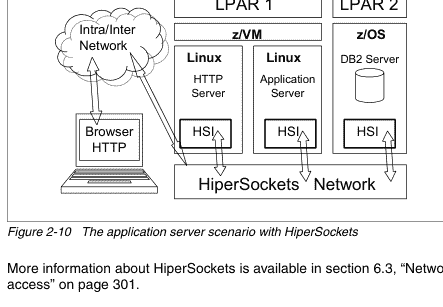 LPAR 1
LPAR 2
Intra/Inter
Network
z/VM
z/OS
Linux
HTTP
Server
Linux
Application
Server
DB2 Server
Browser
HTTP
HSI
HSI
HSI
HiperSockets Network
Figure 2-10 The application server scenario with HiperSockets
More information about HiperSockets is available in section 6.3, “Netwo
access” on page 301.